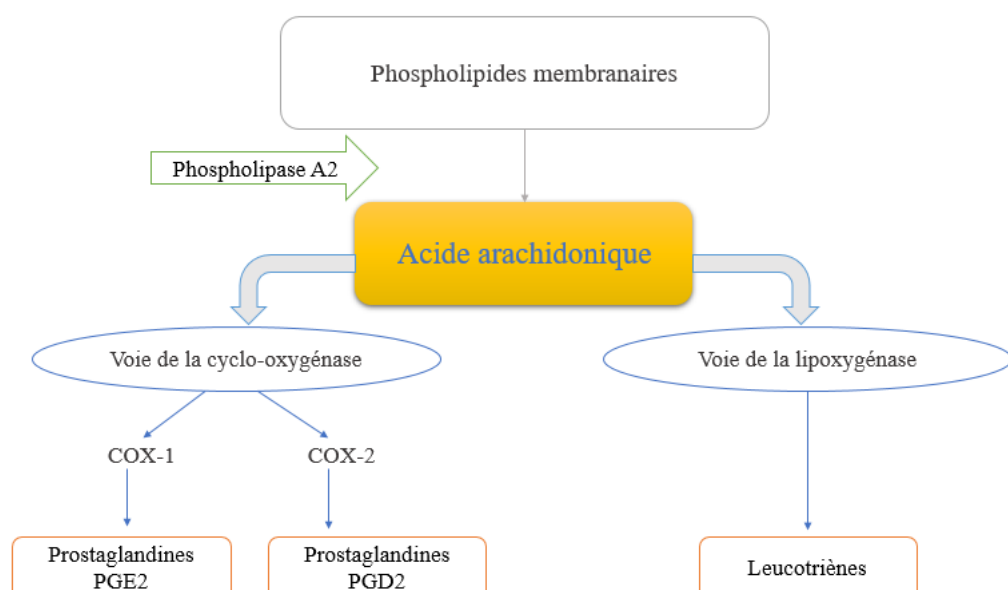 Phospholipides membranaires
Phospholipase A2
Acide arachidonique
Voie de la cyclo-oxygénase
Voie de la lipoxygénase
COX-1
COX-2
Prostaglandines
PGE2
Prostaglandines
PGD2
Leucotriènes